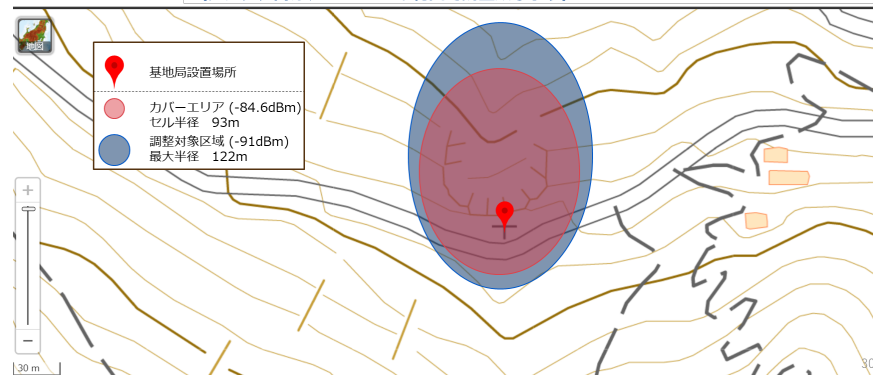 地図
基地局設置場所
カバーエリア (-84.6dBm)
セル半径 93m
調整対象区域 (-91dBm)
最大半径 122m
+
−
30 m
30